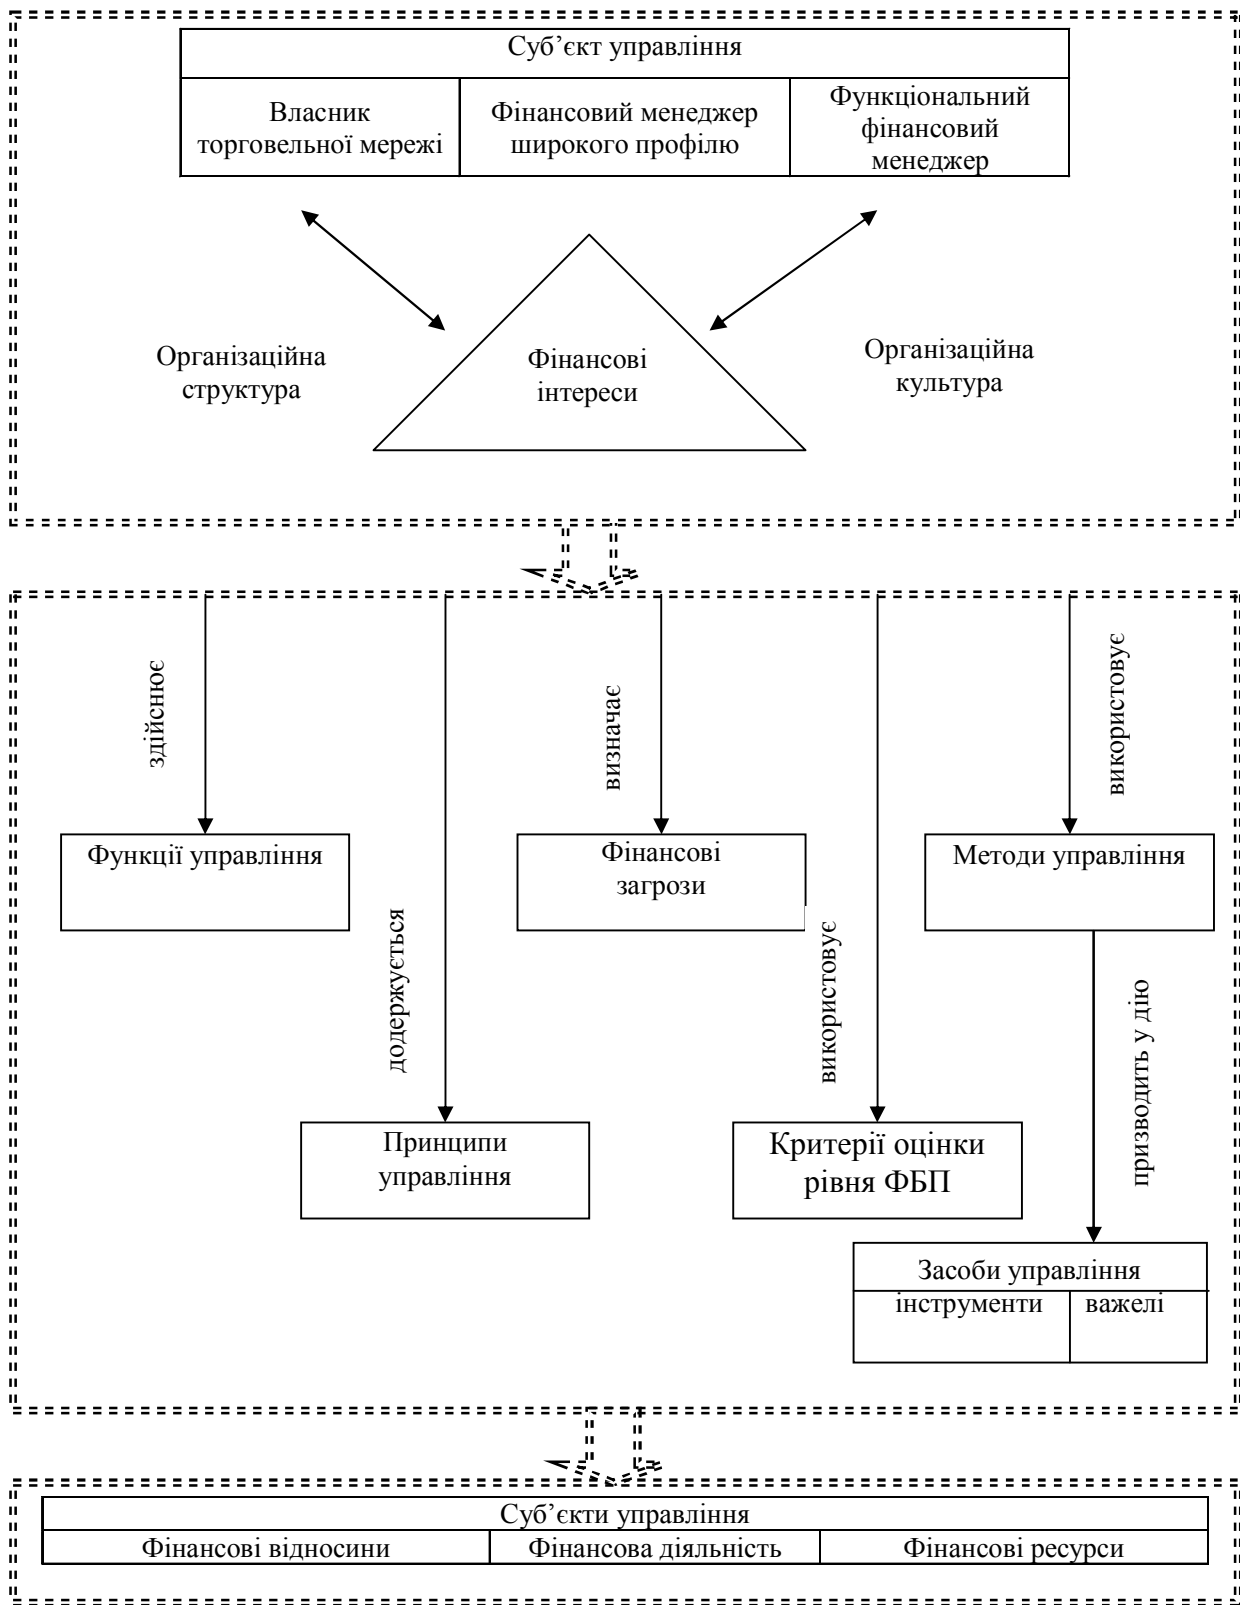 Суб’єкт управління
Власник
торговельної мережі
Фінансовий менеджер
широкого профілю
Функціональний
фінансовий
менеджер
Організаційна
структура
Фінансові
інтереси
Організаційна
культура
здійснює
додержується
визначає
використовує
використовує
Функції управління
Фінансові
загрози
Методи управління
призводить у дію
Принципи
управління
Критерії оцінки
рівня ФБП
Засоби управління
інструменти
важелі
Суб’єкти управління
Фінансові відносини
Фінансова діяльність
Фінансові ресурси